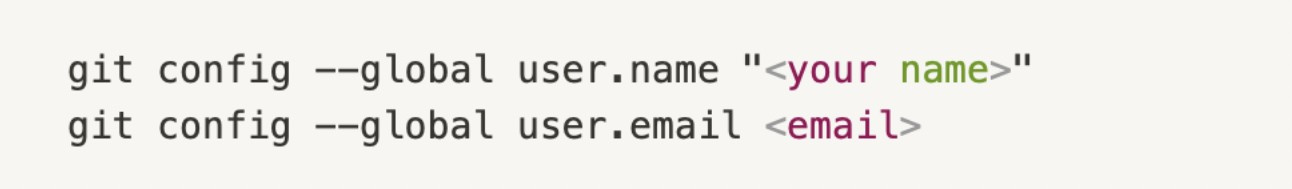 git config --global user.name "<your name>"
git config --global user.email <email>